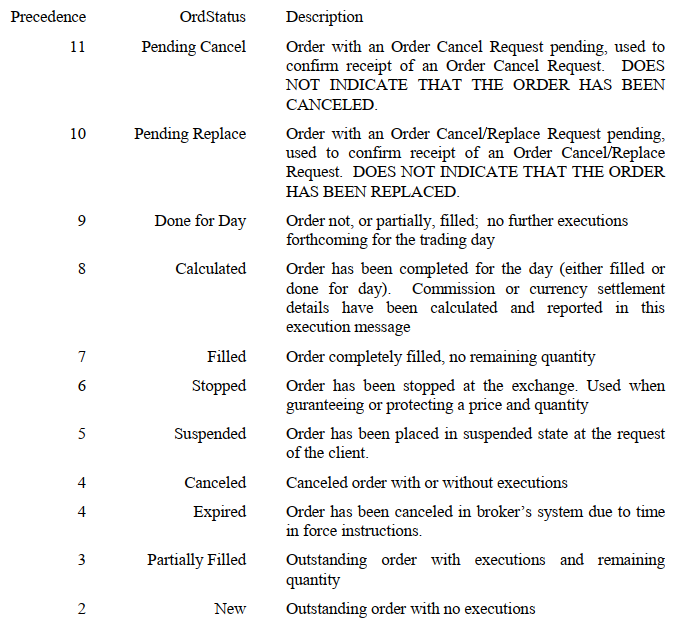 Precedence OrdStatus Description
11 Pending Cancel Order with an Order Cancel Request pending, used to
confirm receipt of an Order Cancel Request. DOES
NOT INDICATE THAT THE ORDER HAS BEEN
CANCELED.
10 Pending Replace Order with an Order Cancel/Replace Request pending,
used to confirm receipt of an Order Cancel/Replace
Request. DOES NOT INDICATE THAT THE ORDER
HAS BEEN REPLACED.
9 Done for Day Order not, or partially, filled; no further executions
forthcoming for the trading day
8 Calculated Order has been completed for the day (either filled or
done for day). Commission or currency settlement
details have been calculated and reported in this
execution message
7 Filled Order completely filled, no remaining quantity
6 Stopped Order has been stopped at the exchange. Used when
guranteeing or protecting a price and quantity
5 Suspended Order has been placed in suspended state at the request
of the client.
4 Canceled Canceled order with or without executions
4 Expired Order has been canceled in broker’s system due to time
in force instructions.
3 Partially Filled Outstanding order with executions and remaining
quantity
2 New Outstanding order with no executions